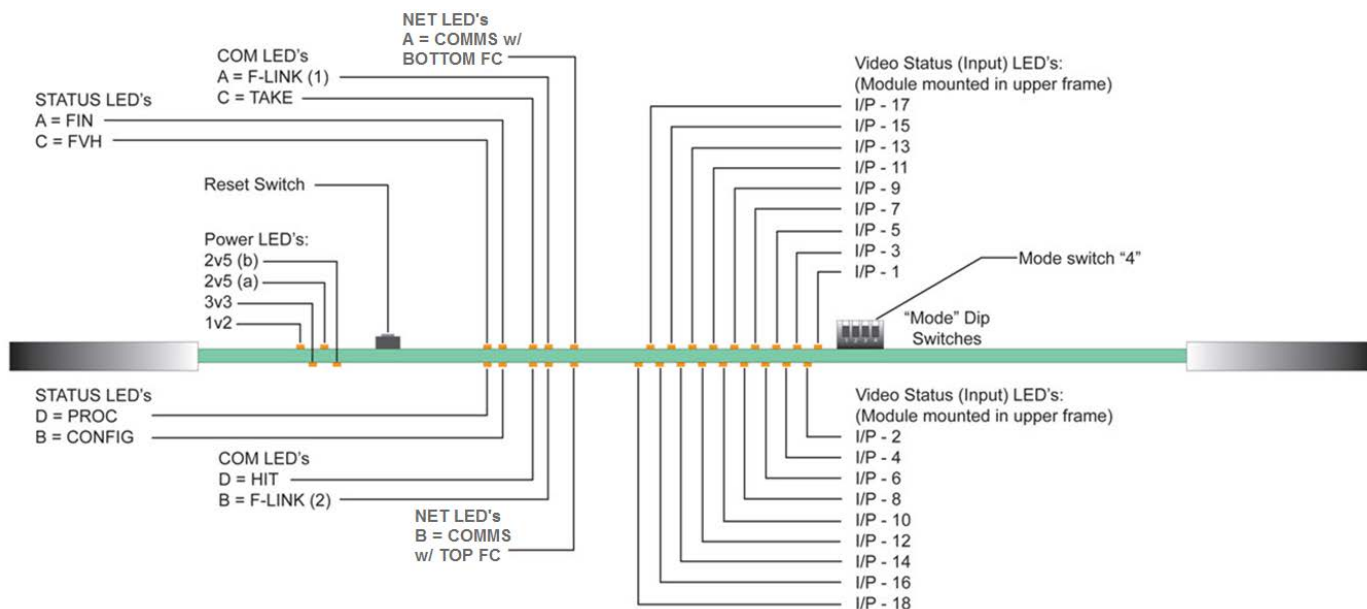 NET LED's
A = COMMS w/
BOTTOM FC
COM LED's
A = F-LINK (1)
C = TAKE
STATUS LED's
A = FIN
C = FVH
Reset Switch
Power LED's:
2v5 (b)
2v5 (a)
3v3
1v2
Video Status (Input) LED's:
(Module mounted in upper frame)
I/P - 17
I/P - 15
I/P - 13
I/P - 11
I/P - 9
I/P - 7
I/P - 5
I/P - 3
I/P - 1
Mode switch “4”
“Mode” Dip
Switches
STATUS LED's
D = PROC
B = CONFIG
COM LED's
D = HIT
B = F-LINK (2)
NET LED's
B = COMMS
w/ TOP FC
Video Status (Input) LED's:
(Module mounted in upper frame)
I/P - 2
I/P - 4
I/P - 6
I/P - 8
I/P - 10
I/P - 12
I/P - 14
I/P - 16
I/P - 18